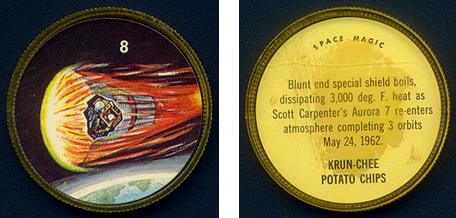 8
SPACE MAGIC
Blunt end special shield boils,
dissipating 3,000 deg. F. heat as
Scott Carpenter's Aurora 7 re-enters
atmosphere completing 3 orbits
May 24, 1962.
KRUN-CHEE
POTATO CHIPS